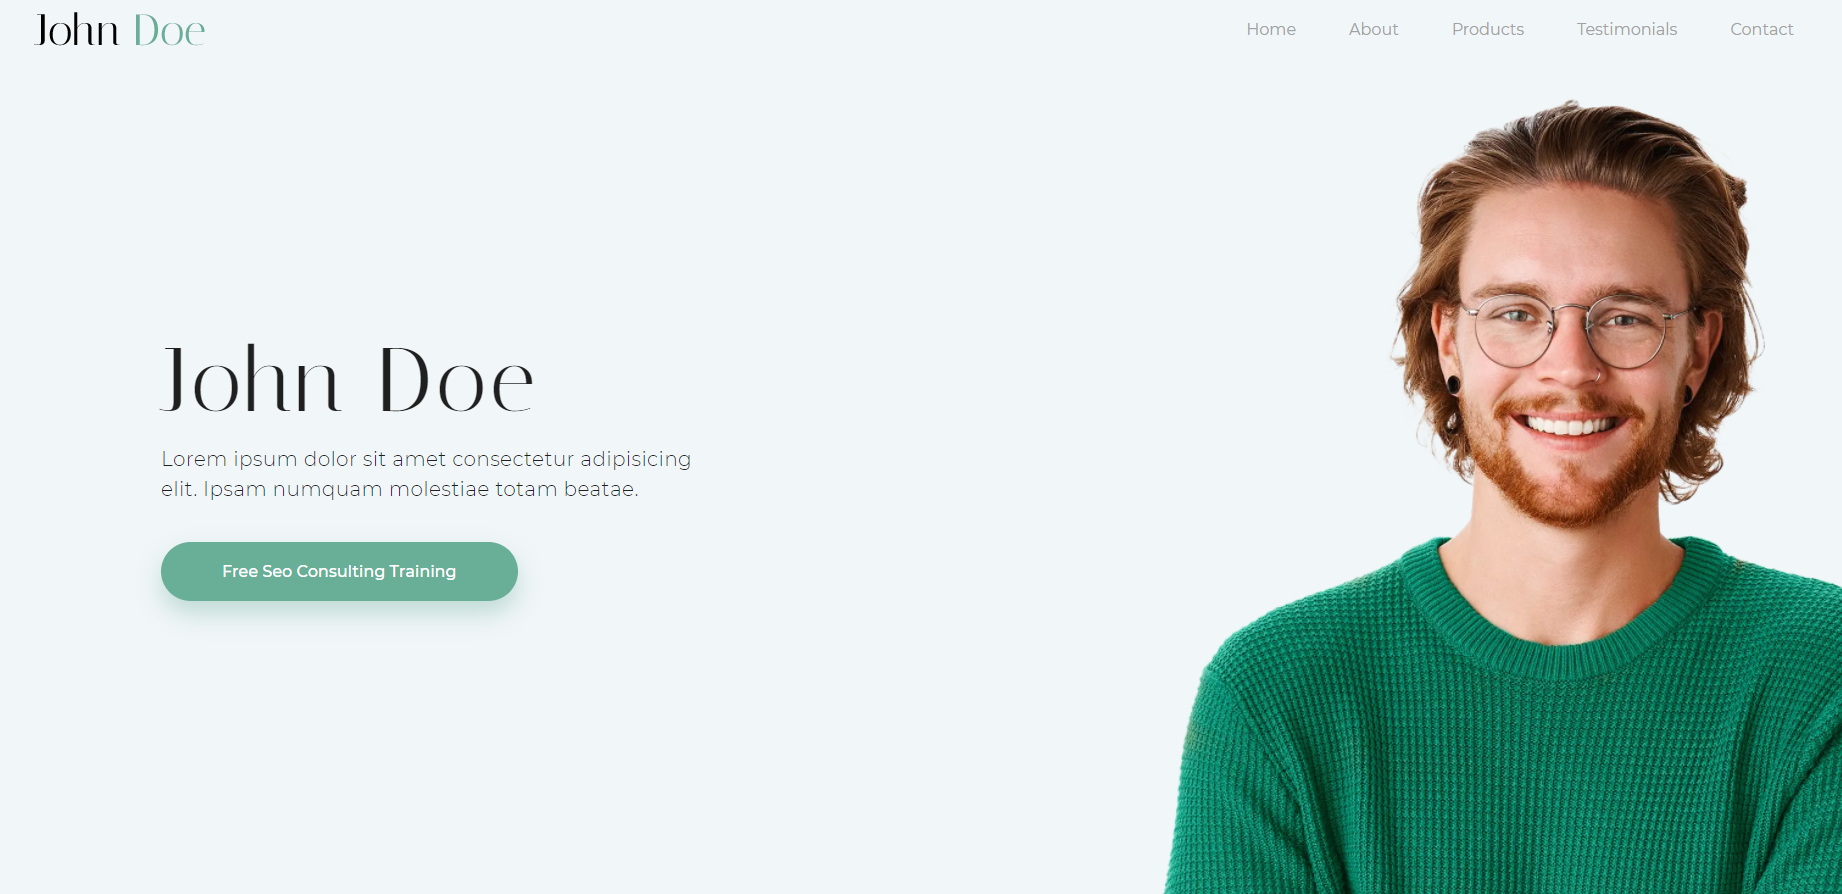 John Doe
Home About Products Testimonials Contact
John Doe
Lorem ipsum dolor sit amet consectetur adipisicing
elit. Ipsam numquam molestiae totam beatae.
Free Seo Consulting Training